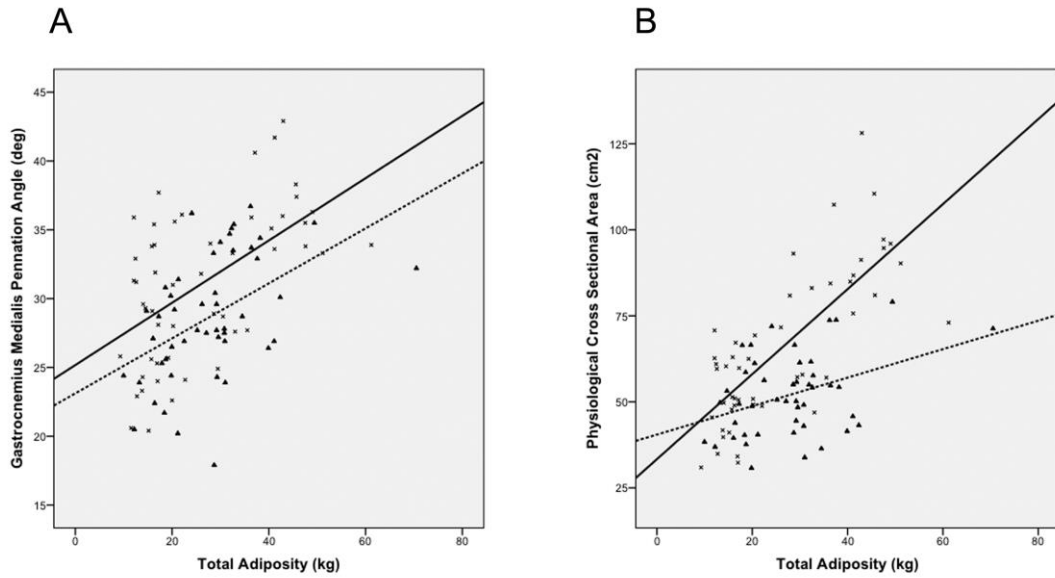 A
B
Gastrocnemius Medialis Pennation Angle (deg)
45
40
35
30
25
20
15
0 20 40 60 80
Total Adiposity (kg)
Physiological Cross Sectional Area (cm2)
125
100
75
50
25
0 20 40 60 80
Total Adiposity (kg)